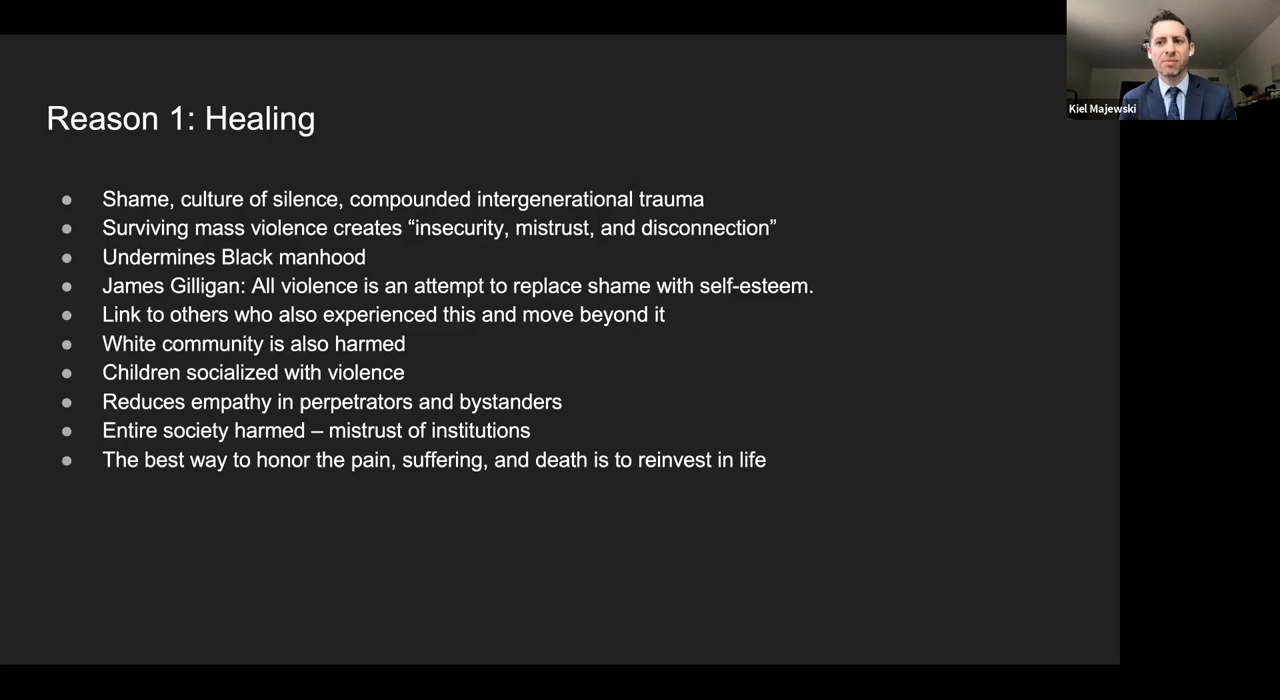 Kiel Majewski
Reason 1: Healing
● Shame, culture of silence, compounded intergenerational trauma
● Surviving mass violence creates “insecurity, mistrust, and disconnection”
● Undermines Black manhood
● James Gilligan: All violence is an attempt to replace shame with self-esteem.
● Link to others who also experienced this and move beyond it
● White community is also harmed
● Children socialized with violence
● Reduces empathy in perpetrators and bystanders
● Entire society harmed – mistrust of institutions
● The best way to honor the pain, suffering, and death is to reinvest in life